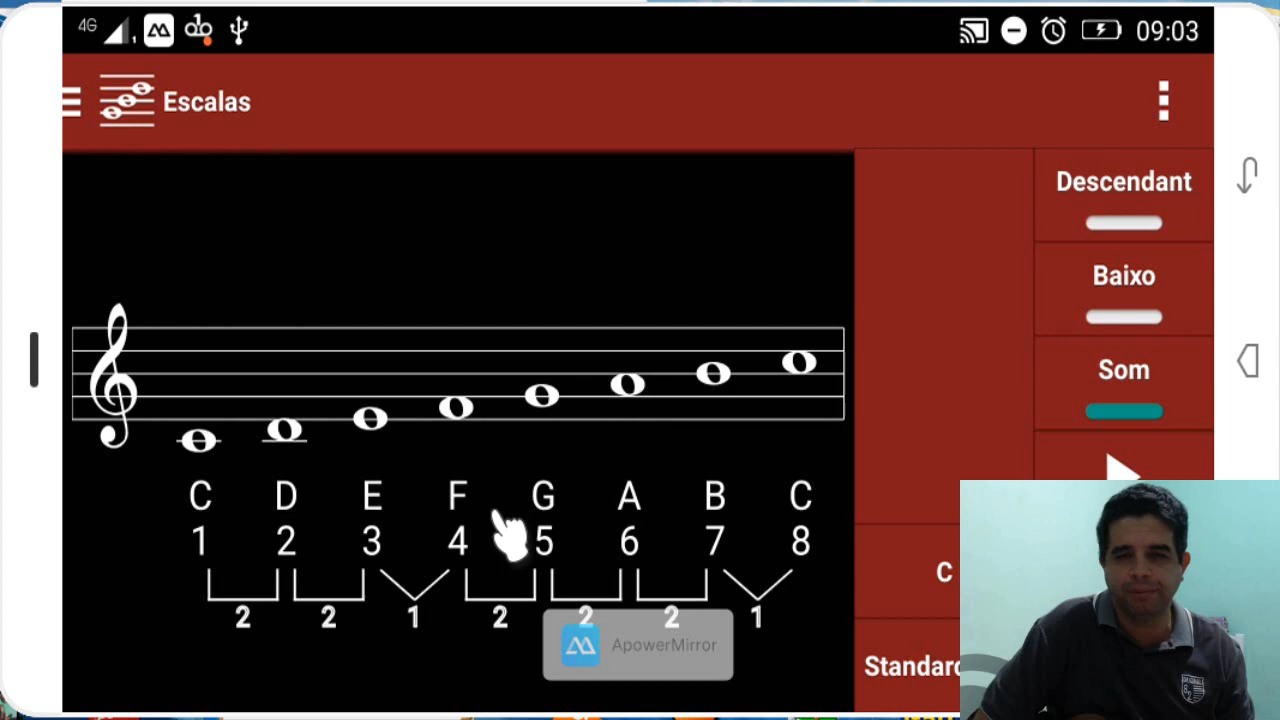 4G 1 09:03
Escalas
Descendant
Baixo
Som
C D E F G A B C
1 2 3 4 5 6 7 8
2 2 1 2 2 2 1
ApowerMirror
C
Standard